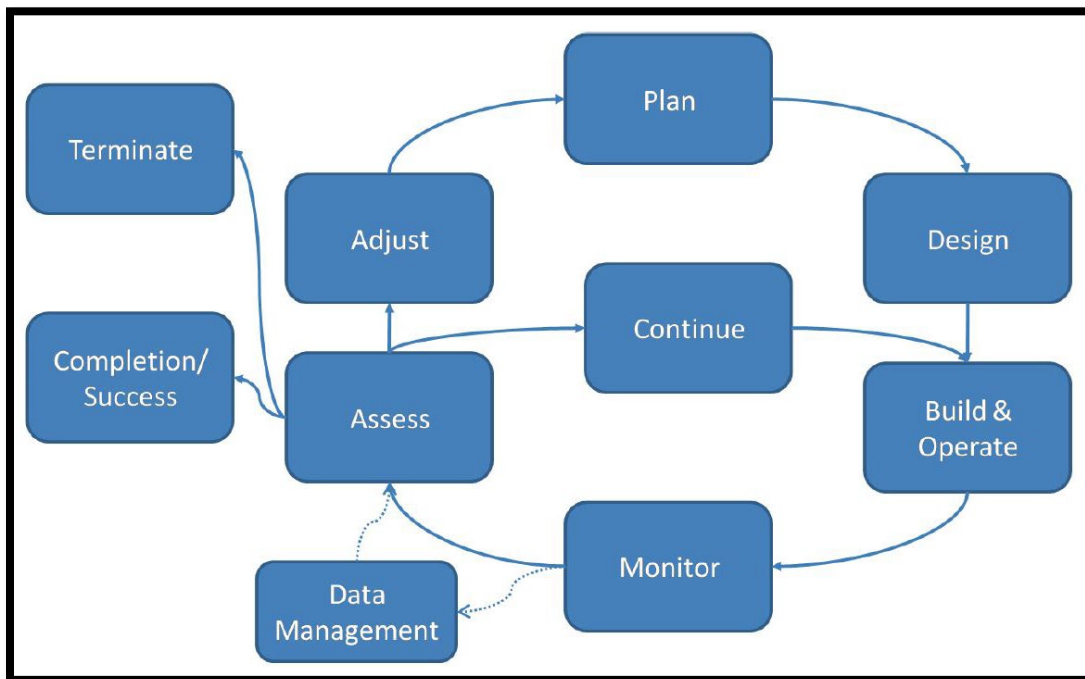 Plan
Terminate
Adjust
Design
Continue
Completion/
Success
Assess
Build &
Operate
Monitor
Data
Management